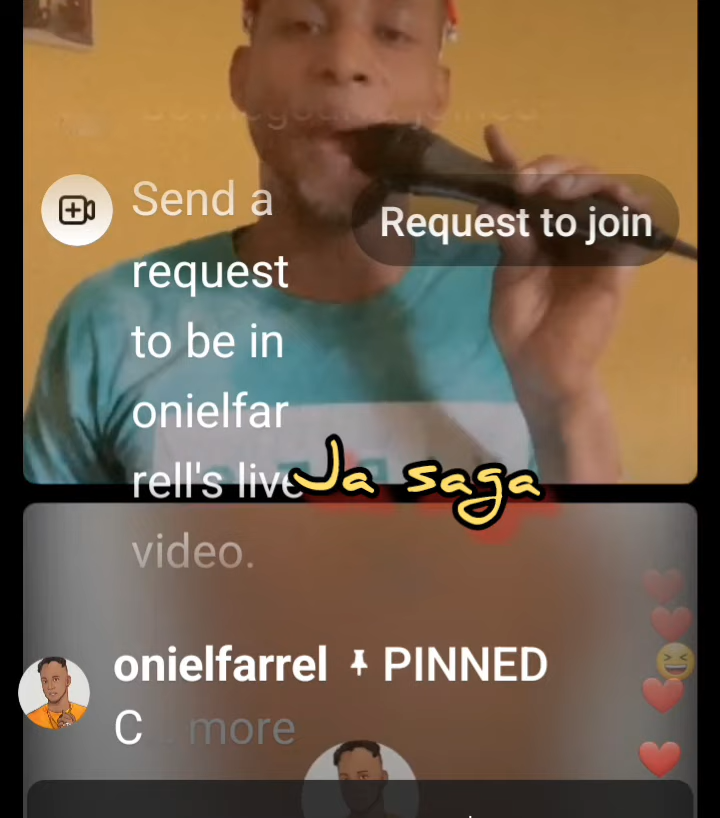 Send a
request
to be in
onielfar
rell's live
video.
Request to join
Ja saga
onielfarrel PINNED
C... more